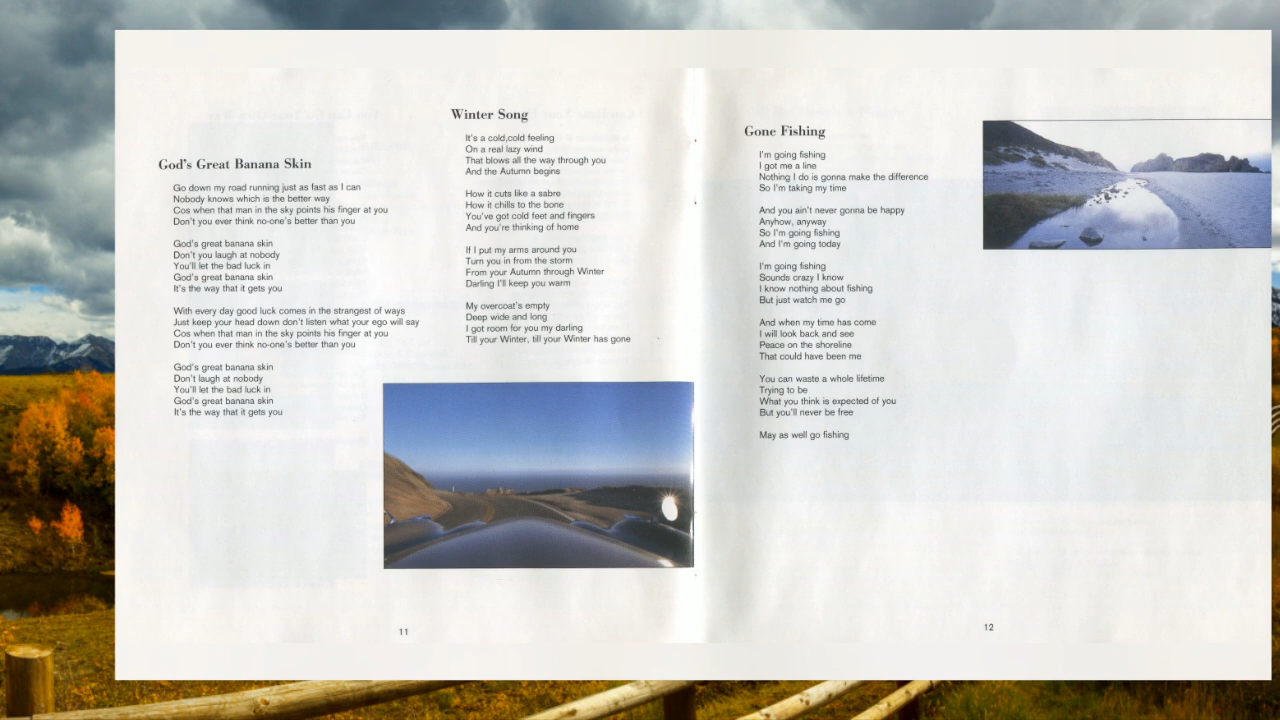 God's Great Banana Skin
Go down my road running just as fast as I can
Nobody knows which is the better way
Cos when that man in the sky points his finger at you
Don't you ever think no-one's better than you
God's great banana skin
Don't you laugh at nobody
You'll let the bad luck in
God's great banana skin
It's the way that it gets you
With every day good luck comes in the strangest of ways
Just keep your head down don't listen what your ego will say
Cos when that man in the sky points his finger at you
Don't you ever think no-one's better than you
God's great banana skin
Don't laugh at nobody
You'll let the bad luck in
God's great banana skin
It's the way that it gets you
Winter Song
It's a cold,cold feeling
On a real lazy wind
That blows all the way through you
And the Autumn begins
How it cuts like a sabre
How it chills to the bone
You've got cold feet and fingers
And you're thinking of home
If I put my arms around you
Turn you in from the storm
From your Autumn through Winter
Darling I'll keep you warm
My overcoat's empty
Deep wide and long
I got room for you my darling
Till your Winter, till your Winter has gone
11
Gone Fishing
I'm going fishing
I got me a line
Nothing I do is gonna make the difference
So I'm taking my time
And you ain't never gonna be happy
Anyhow, anyway
So I'm going fishing
And I'm going today
I'm going fishing
Sounds crazy I know
I know nothing about fishing
But just watch me go
And when my time has come
I will look back and see
Peace on the shoreline
That could have been me
You can waste a whole lifetime
Trying to be
What you think is expected of you
But you'll never be free
May as well go fishing
12